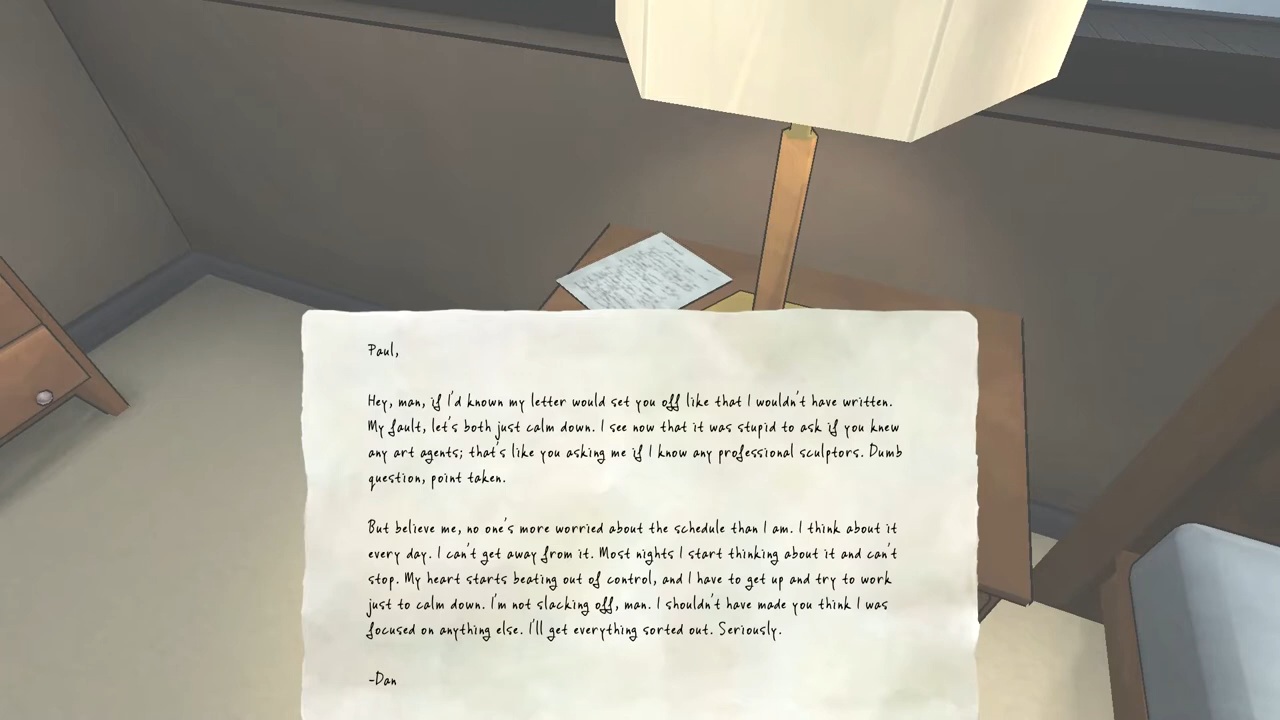 Paul,
Hey, man, if I'd known my letter would set you off like that I wouldn't have written.
My fault, let's both just calm down. I see now that it was stupid to ask if you knew
any art agents; that's like you asking me if I know any professional sculptors. Dumb
question, point taken.
But believe me, no one's more worried about the schedule than I am. I think about it
every day. I can't get away from it. Most nights I start thinking about it and can't
stop. My heart starts beating out of control, and I have to get up and try to work
just to calm down. I'm not slacking off, man. I shouldn't have made you think I was
focused on anything else. I'll get everything sorted out. Seriously.
-Dan